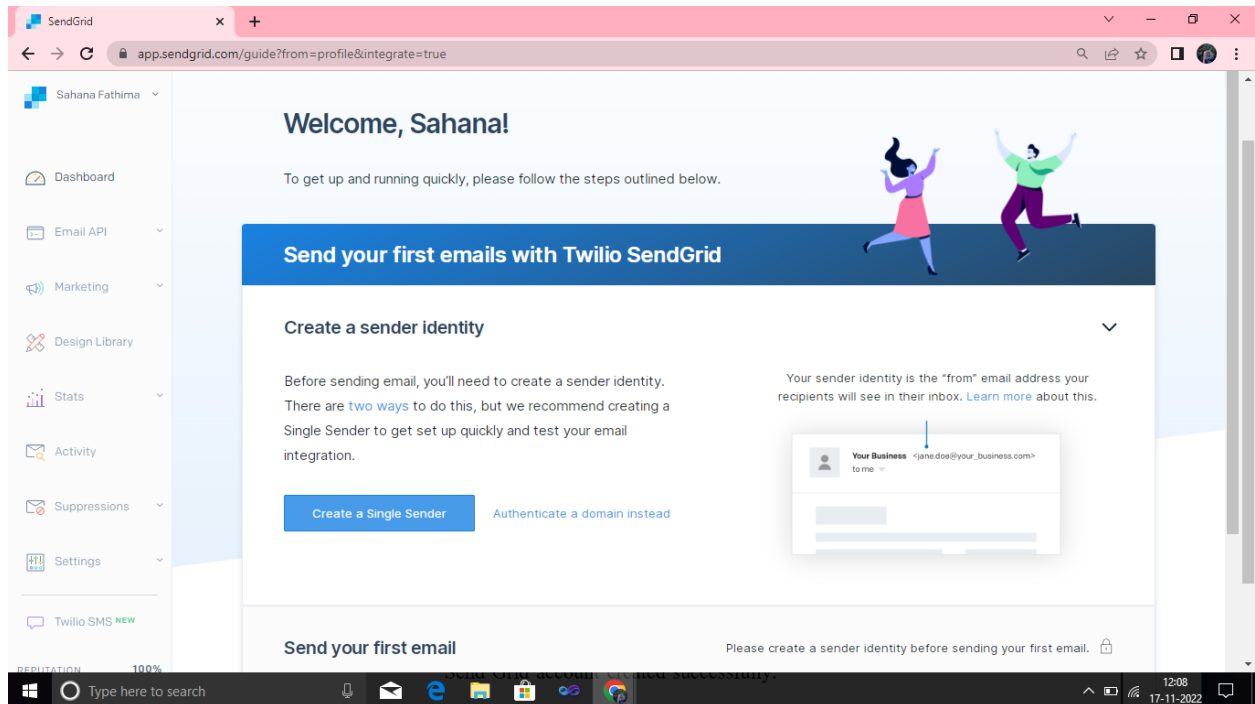 SendGrid
app.sendgrid.com/guide?from=profile&integrate=true
Sahana Fathima
Dashboard
Email API
Marketing
Design Library
Stats
Activity
Suppressions
Settings
Twilio SMS NEW
REPUTATION 100%
Welcome, Sahana!
To get up and running quickly, please follow the steps outlined below.
Send your first emails with Twilio SendGrid
Create a sender identity
Before sending email, you'll need to create a sender identity.
There are two ways to do this, but we recommend creating a
Single Sender to get set up quickly and test your email
integration.
Create a Single Sender
Authenticate a domain instead
Your sender identity is the “from” email address your
recipients will see in their inbox. Learn more about this.
Your Business <jane.doe@your_business.com>
to me
Send your first email
Please create a sender identity before sending your first email.
Send Grid account created successfully.
Type here to search
12:08
17-11-2022